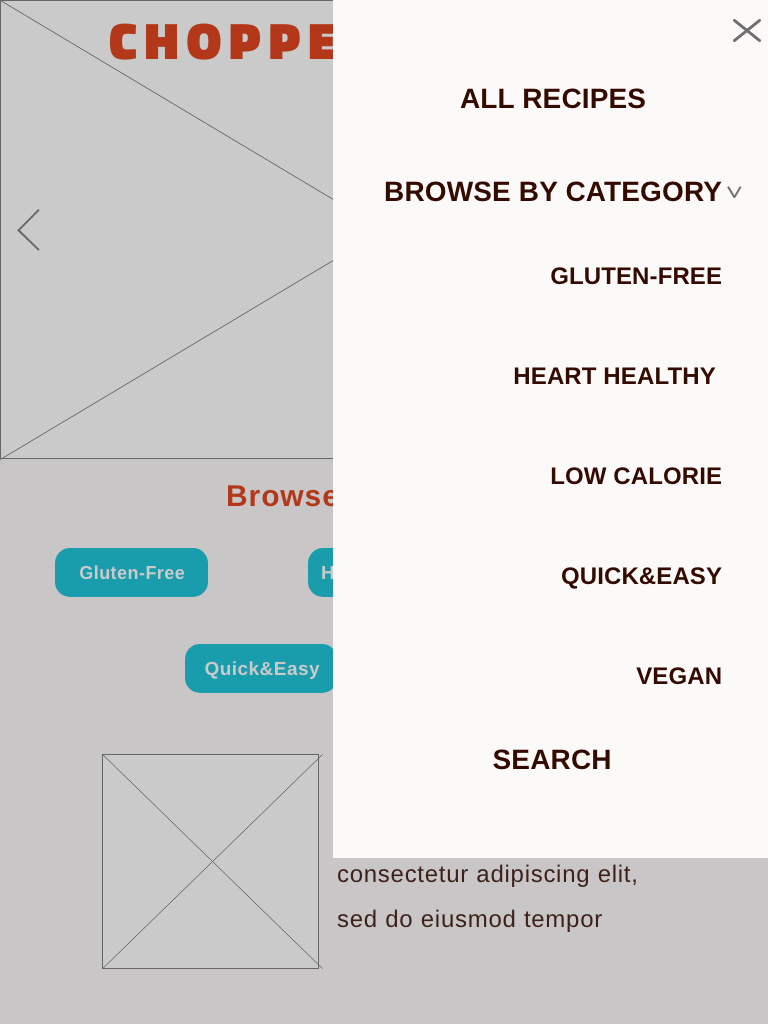 CHOPPE
ALL RECIPES
BROWSE BY CATEGORY
GLUTEN-FREE
HEART HEALTHY
LOW CALORIE
Browse
QUICK&EASY
Gluten-Free
H
Quick&Easy
VEGAN
SEARCH
consectetur adipiscing elit,
sed do eiusmod tempor